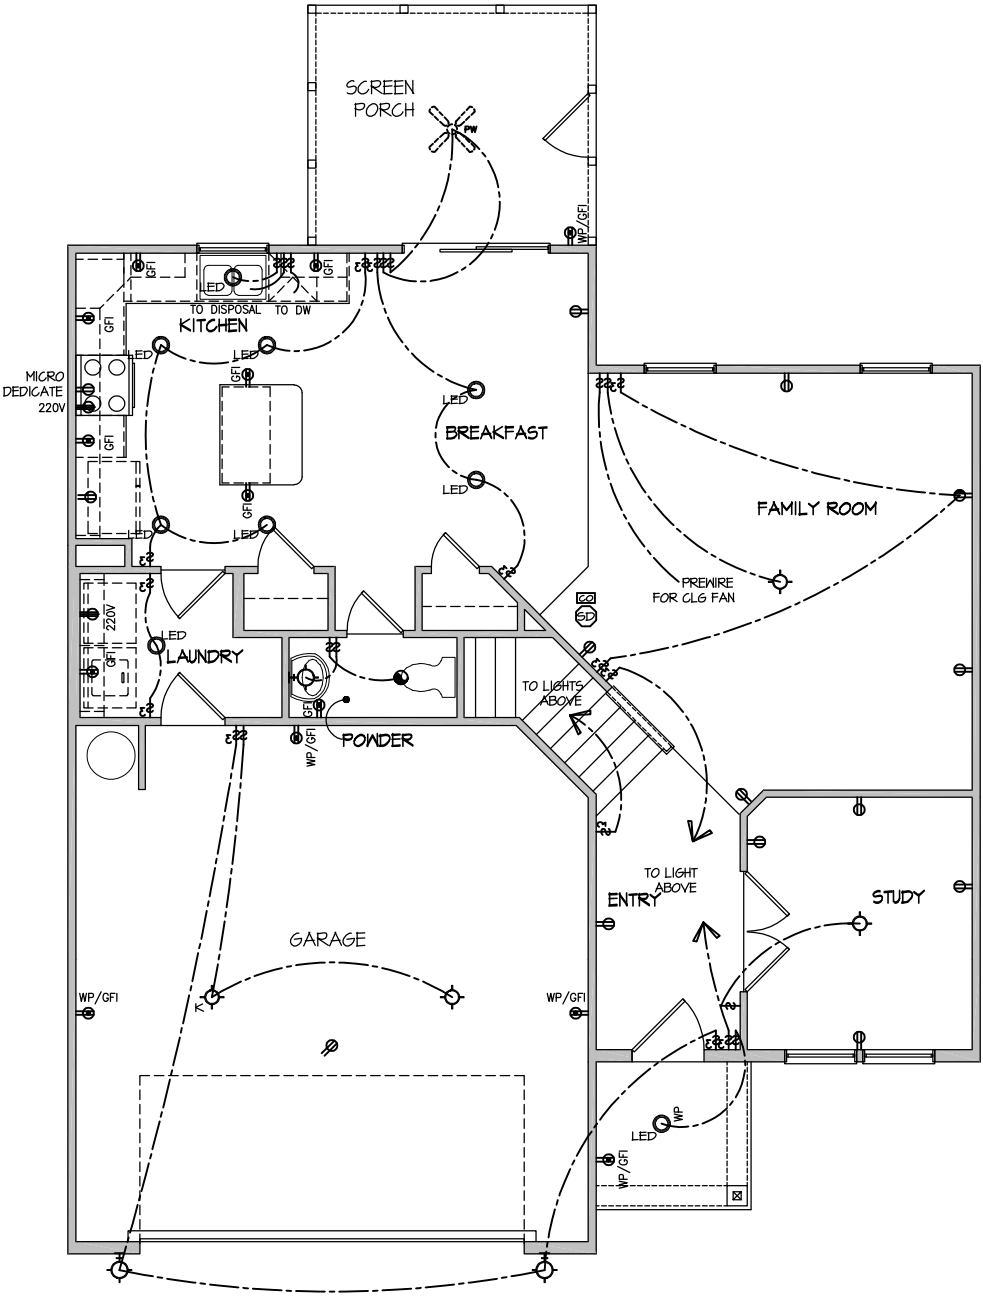 SCREEN
PORCH
PW
WP/GFI
GFI
GFI
LED
TO DISPOSAL
TO DW
KITCHEN
GFI
LED
LED
MICRO
DEDICATE
220V
GFI
LED
BREAKFAST
GFI
LED
GFI
LED
LED
FAMILY ROOM
PREWIRE
FOR CLG FAN
CO
SD
220V
LED
GFI
LAUNDRY
TO LIGHTS
ABOVE
GFI
POWDER
WP/GFI
TO LIGHT
ABOVE
ENTRY
STUDY
GARAGE
WP/GFI
WP/GFI
K
WP
LED
WP/GFI